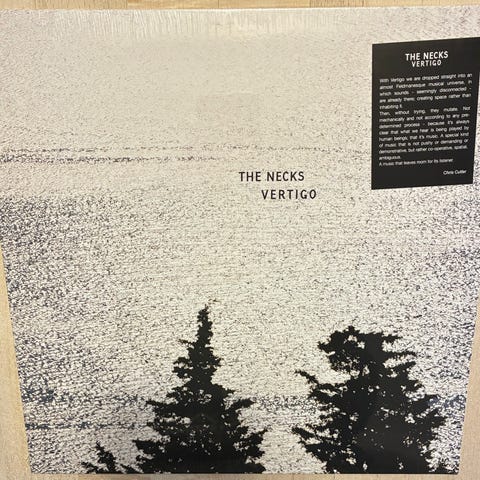 THE NECKS
VERTIGO
With Vertigo we are dropped straight into an
almost Feldmanesque musical universe, in
which sounds - seemingly disconnected -
are already there; creating space rather than
inhabiting it.
Then, without trying, they mutate. Not
mechanically and not according to any pre-
determined process - because it's always
clear that what we hear is being played by
human beings; that it's music. A special kind
of music that is not pushy or demanding or
demonstrative, but rather co-operative, spatial,
ambiguous.
A music that leaves room for its listener.
Chris Cutler
THE NECKS
VERTIGO